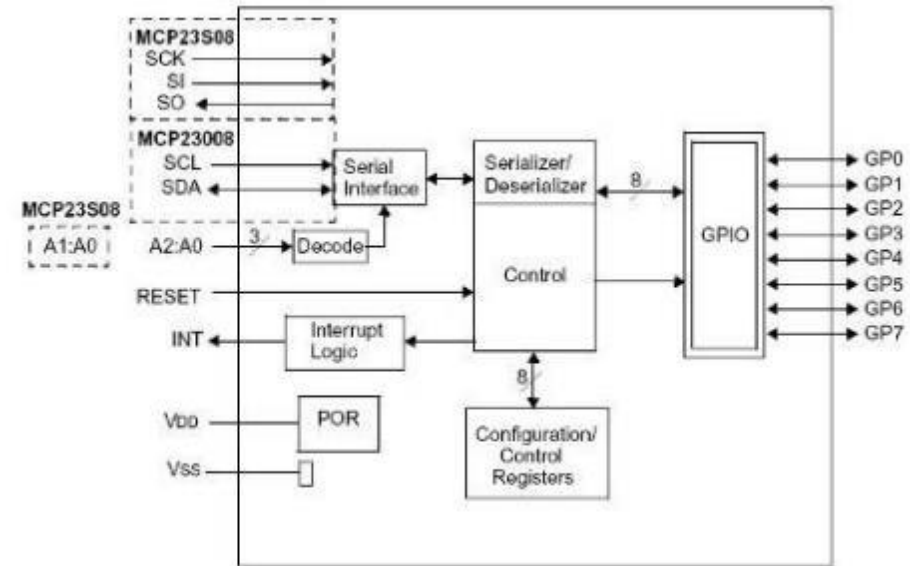 MCP23S08
SCK
SI
SO
MCP23008
SCL
SDA
Serial
Interface
Serializer/
Deserializer
8
GPIO
GP0
GP1
GP2
GP3
GP4
GP5
GP6
GP7
MCP23S08
A1:A0
A2:A0
3
Decode
Control
RESET
INT
Interrupt
Logic
8
VDD
POR
Configuration/
Control
Registers
VSS